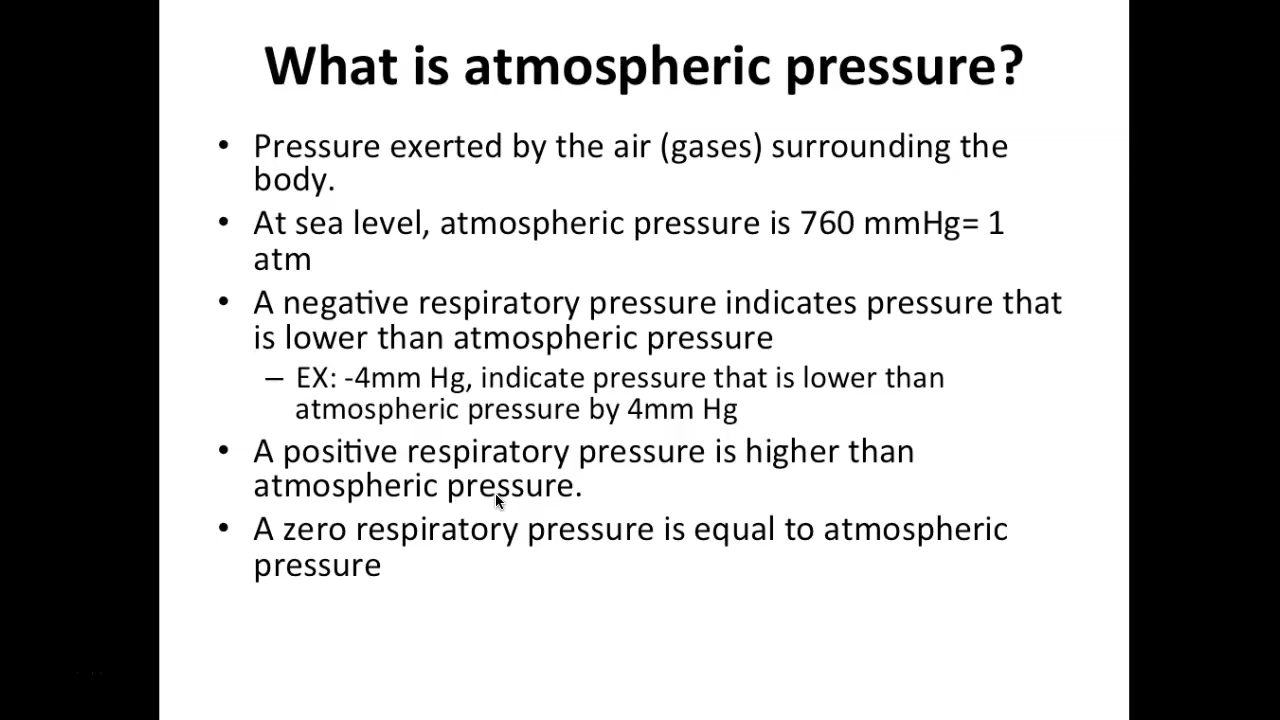 What is atmospheric pressure?
• Pressure exerted by the air (gases) surrounding the
body.
• At sea level, atmospheric pressure is 760 mmHg= 1
atm
• A negative respiratory pressure indicates pressure that
is lower than atmospheric pressure
– EX: -4mm Hg, indicate pressure that is lower than
atmospheric pressure by 4mm Hg
• A positive respiratory pressure is higher than
atmospheric pressure.
• A zero respiratory pressure is equal to atmospheric
pressure